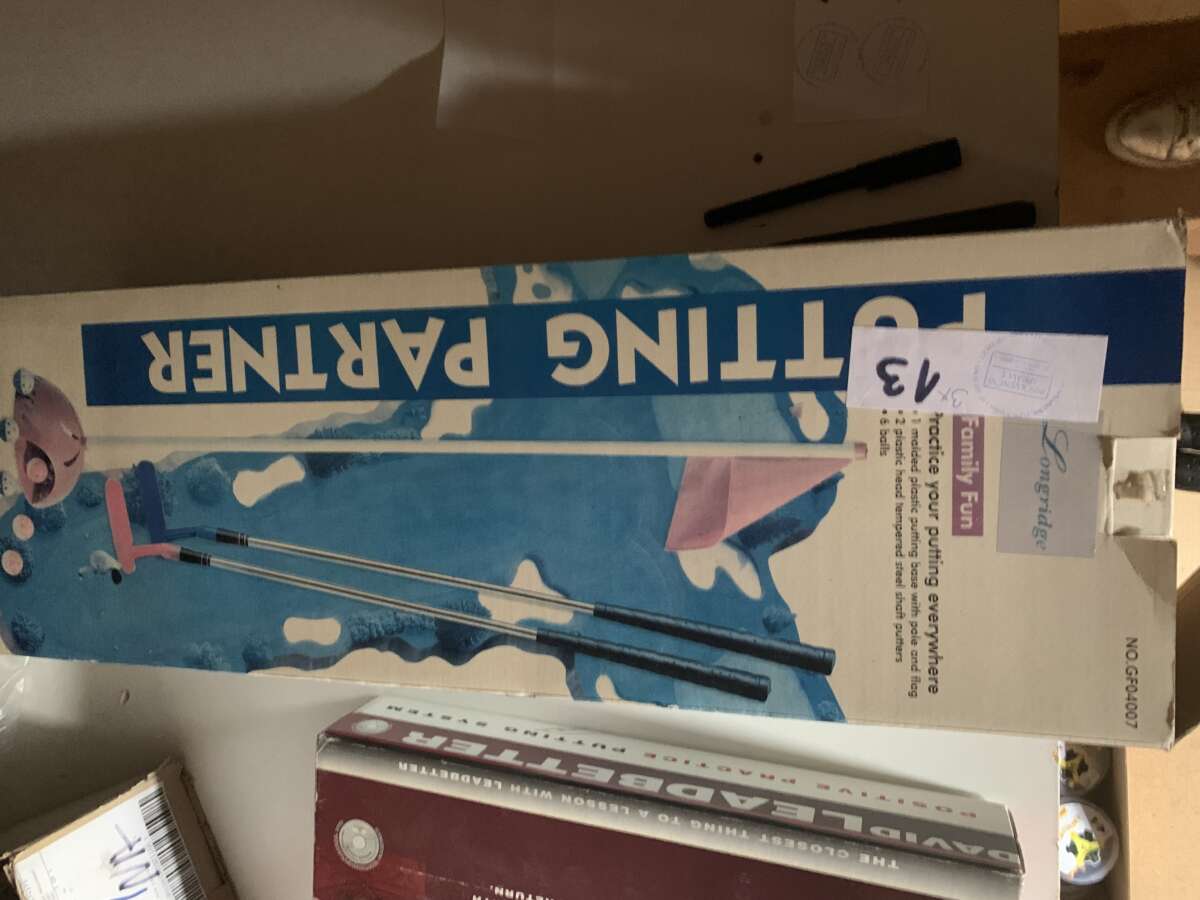 PUTTING PARTNER
13
3x
Longridge
Family Fun
Practice your putting everywhere
• 1 molded plastic putting base with pole and flag
• 2 plastic head tempered steel shaft putters
• 6 balls
NO.GF04007
POSITIVE PRACTICE PUTTING SYSTEM
DAVID LEADBETTER
THE CLOSEST THING TO A LESSON WITH LEADBETTER
RETURN.